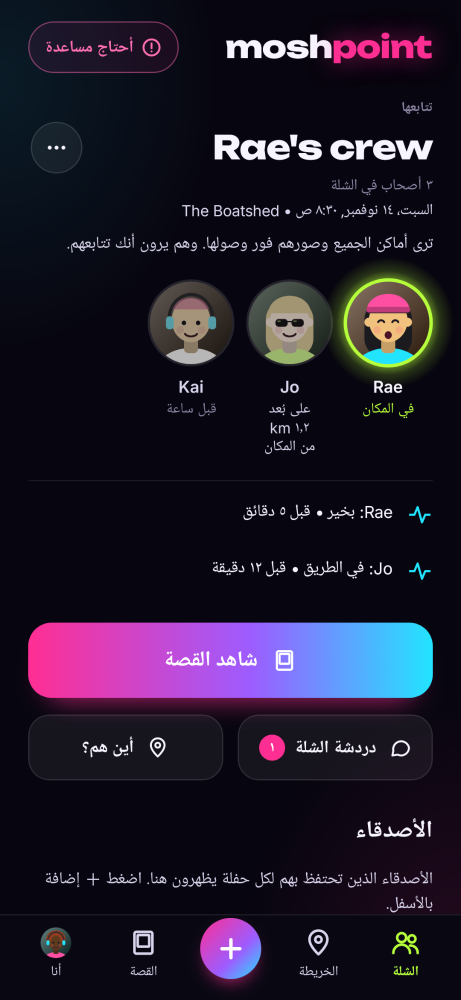 moshpoint
أحتاج مساعدة
تتابعها
Rae's crew
٣ أصحاب في الشلة
السبت، ١٤ نوفمبر, ٨:٣٠ ص • The Boatshed
ترى أماكن الجميع وصورهم فور وصولها. وهم يرون أنك تتابعهم.
Rae
في المكان
Jo
على بُعد
١٫٢ km
من المكان
Kai
قبل ساعة
Rae: بخير • قبل ٥ دقائق
Jo: في الطريق • قبل ١٢ دقيقة
شاهد القصة
دردشة الشلة ١
أين هم؟
الأصدقاء
الأصدقاء الذين تحتفظ بهم لكل حفلة يظهرون هنا. اضغط + إضافة
بالأسفل.
الشلة
الخريطة
القصة
أنا